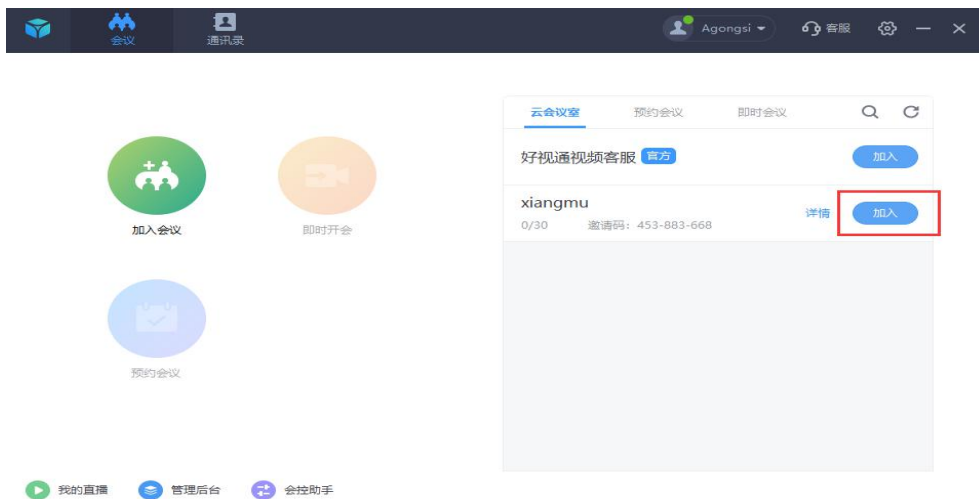 会议
通讯录
Agongsi
客服
云会议室 预约会议 即时会议
好视通视频客服 官方 加入
xiangmu
0/30 邀请码：453-883-668 详情 加入
加入会议 即时开会
预约会议
我的直播 管理后台 会控助手